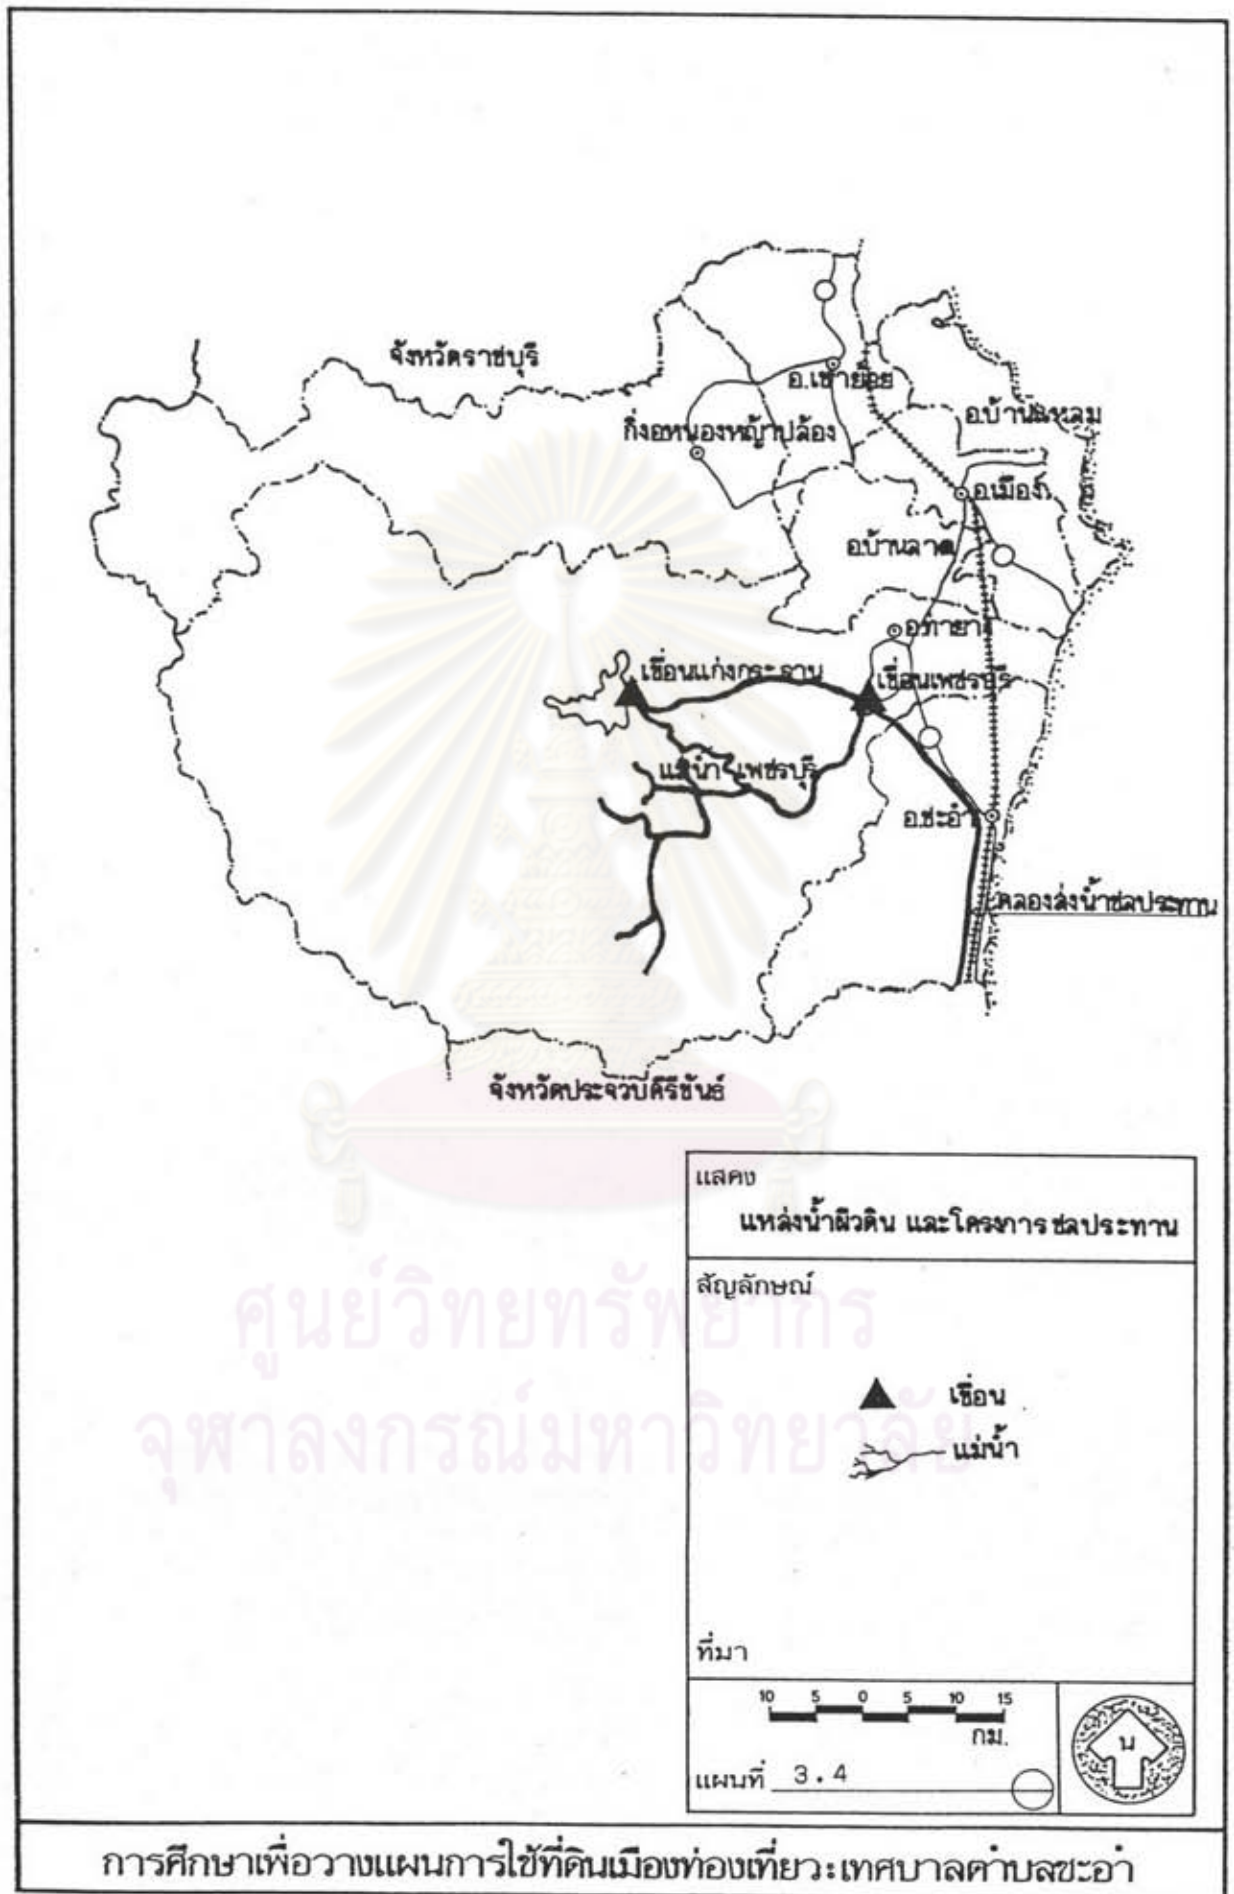 จังหวัดราชบุรี
อ.เขาย้อย
อ.บ้านแหลม
กิ่งอ.หนองหญ้าปล้อง
อ.เมือง
อ.บ้านลาด
อ.ท่ายาง
เขื่อนแก่งกระจาน
เขื่อนเพชรบุรี
แม่น้ำเพชรบุรี
อ.ชะอำ
คลองส่งน้ำชลประทาน
จังหวัดประจวบคีรีขันธ์
แสดง
แหล่งน้ำผิวดิน และโครงการชลประทาน
สัญลักษณ์
เขื่อน
แม่น้ำ
ที่มา
10 5 0 5 10 15
กม.
แผนที่ 3.4
น
การศึกษาเพื่อวางแผนการใช้ที่ดินเมืองท่องเที่ยว:เทศบาลตำบลชะอำ
ศูนย์วิทยทรัพยากร
จุฬาลงกรณ์มหาวิทยาลัย